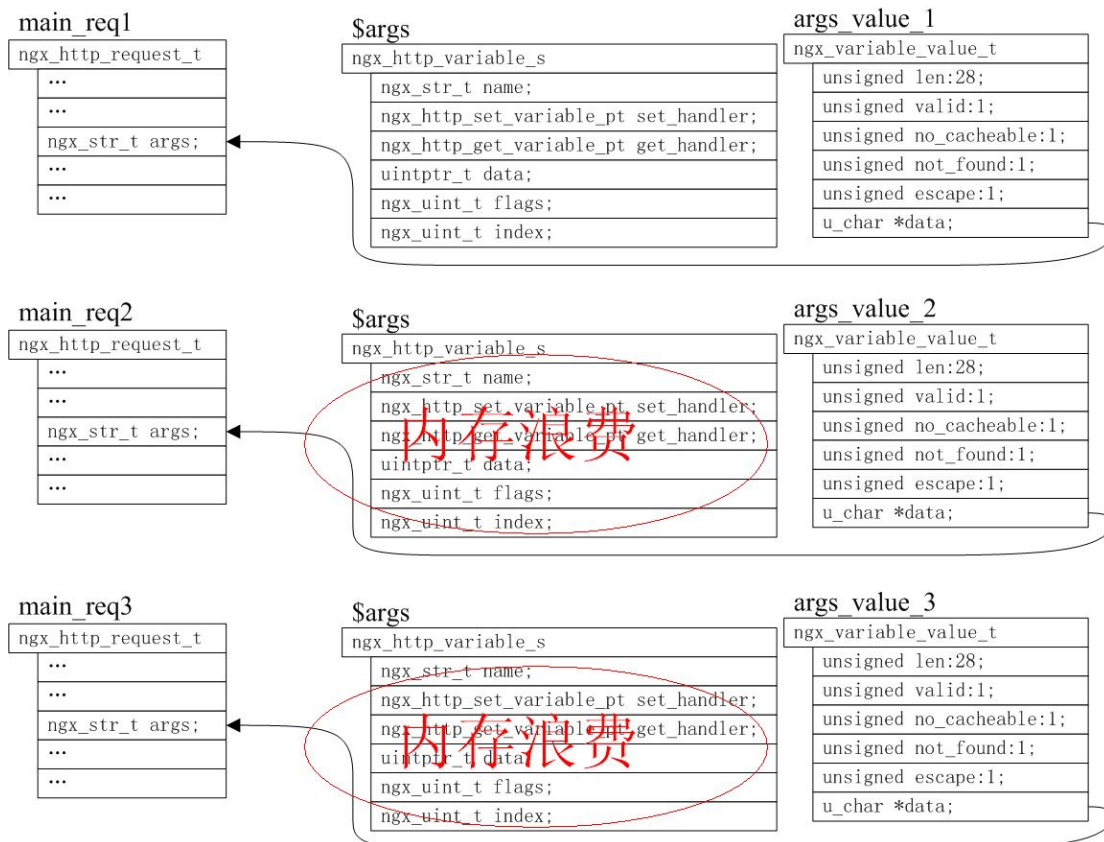 main_req1
ngx_http_request_t
...
...
ngx_str_t args;
...
...
$args
ngx_http_variable_s
ngx_str_t name;
ngx_http_set_variable_pt set_handler;
ngx_http_get_variable_pt get_handler;
uintptr_t data;
ngx_uint_t flags;
ngx_uint_t index;
args_value_1
ngx_variable_value_t
unsigned len:28;
unsigned valid:1;
unsigned no_cacheable:1;
unsigned not_found:1;
unsigned escape:1;
u_char *data;
main_req2
ngx_http_request_t
...
...
ngx_str_t args;
...
...
$args
ngx_http_variable_s
ngx_str_t name;
ngx_http_set_variable_pt set_handler;
ngx_http_get_variable_pt get_handler;
uintptr_t data;
ngx_uint_t flags;
ngx_uint_t index;
内存浪费
args_value_2
ngx_variable_value_t
unsigned len:28;
unsigned valid:1;
unsigned no_cacheable:1;
unsigned not_found:1;
unsigned escape:1;
u_char *data;
main_req3
ngx_http_request_t
...
...
ngx_str_t args;
...
...
$args
ngx_http_variable_s
ngx_str_t name;
ngx_http_set_variable_pt set_handler;
ngx_http_get_variable_pt get_handler;
uintptr_t data;
ngx_uint_t flags;
ngx_uint_t index;
内存浪费
args_value_3
ngx_variable_value_t
unsigned len:28;
unsigned valid:1;
unsigned no_cacheable:1;
unsigned not_found:1;
unsigned escape:1;
u_char *data;